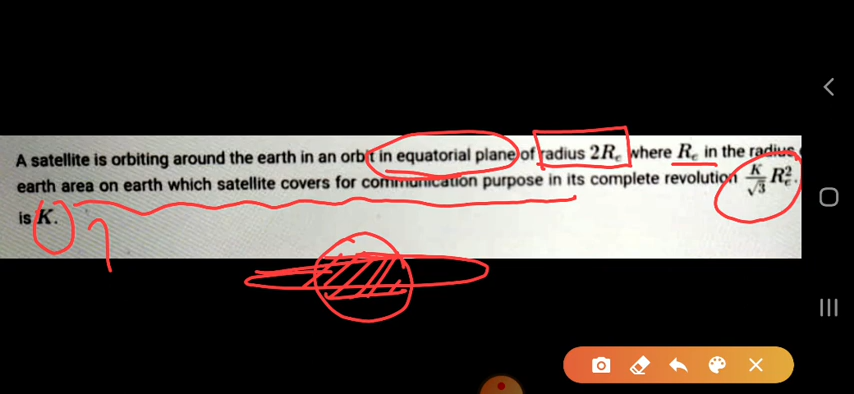 A satellite is orbiting around the earth in an orbit in equatorial plane of radius 2Rₑ where Rₑ in the radius
earth area on earth which satellite covers for communication purpose in its complete revolution K/√3 Rₑ².
is K.